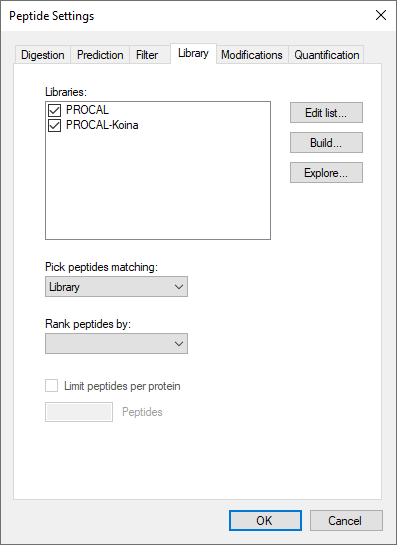 Peptide Settings
Digestion Prediction Filter Library Modifications Quantification
Libraries:
PROCAL
PROCAL-Koina
Edit list...
Build...
Explore...
Pick peptides matching:
Library
Rank peptides by:
Limit peptides per protein
Peptides
OK Cancel